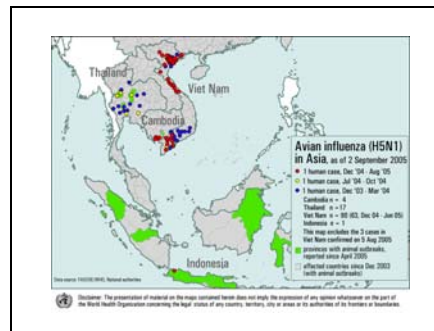 Thailand
Viet Nam
Cambodia
Indonesia
Avian influenza (H5N1)
in Asia, as of 2 September 2005
1 human case, Dec '04 - Aug '05
1 human case, Jul '04 - Oct '04
1 human case, Dec '03 - Mar '04
Cambodia n = 4
Thailand n = 17
Indonesia n = 1
This map excludes the 3 cases in
Viet Nam confirmed on 5 Aug 2005
provinces with animal outbreaks,
reported since April 2005
affected countries since Dec 2003
(with animal outbreaks)
Disclaimer: The presentation of material on the maps contained herein does not imply the expression of any opinion whatsoever on the part of
the World Health Organization concerning the legal status of any country, territory, city or areas or its authorities of its frontiers or boundaries.